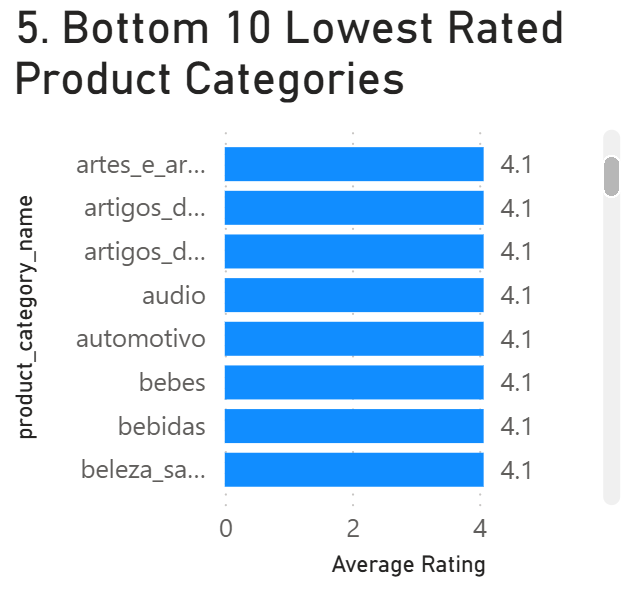 5. Bottom 10 Lowest Rated
Product Categories
product_category_name
artes_e_ar... 4.1
artigos_d... 4.1
artigos_d... 4.1
audio 4.1
automotivo 4.1
bebes 4.1
bebidas 4.1
beleza_sa... 4.1
0 2 4
Average Rating